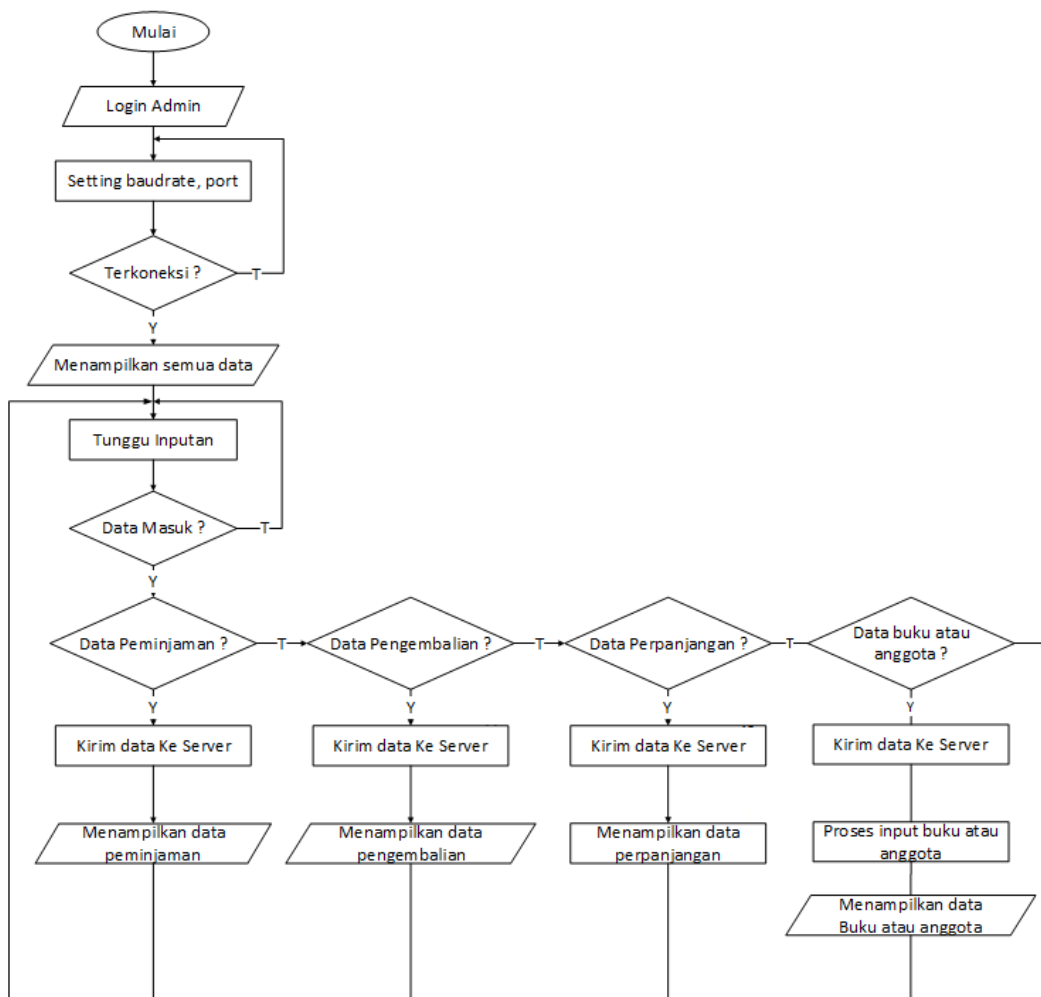 Mulai
Login Admin
Setting baudrate, port
Terkoneksi ?
T
Y
Menampilkan semua data
Tunggu Inputan
Data Masuk ?
T
Y
Data Peminjaman ?
T
Data Pengembalian ?
T
Data Perpanjangan ?
T
Data buku atau
anggota ?
Y
Y
Y
Y
Kirim data Ke Server
Kirim data Ke Server
Kirim data Ke Server
Kirim data Ke Server
Menampilkan data
peminjaman
Menampilkan data
pengembalian
Menampilkan data
perpanjangan
Proses input buku atau
anggota
Menampilkan data
Buku atau anggota